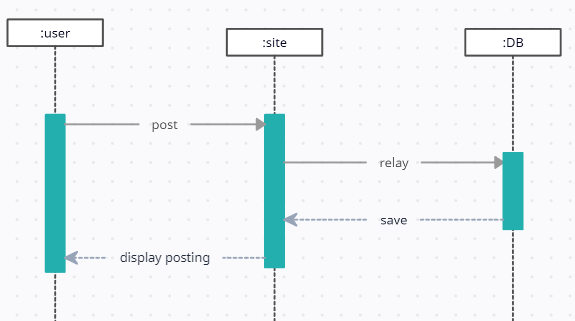 :user
:site
:DB
post
relay
save
display posting